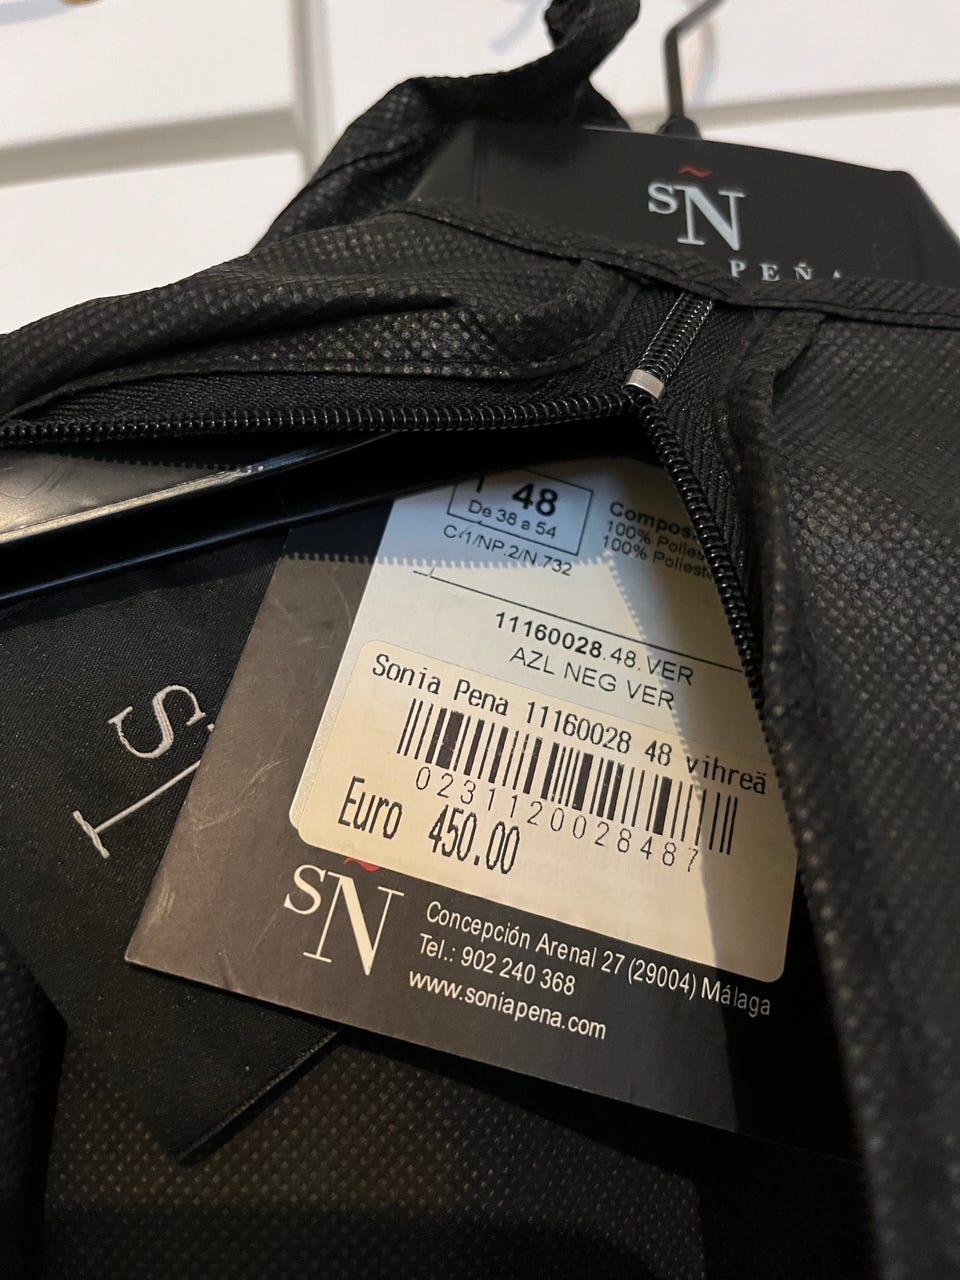 SÑ
PEÑA
48
De 38 a 54
C-1/NP.2/N.732
100%
100%
11160028.48.VER
AZL NEG VER
Sonia Pena 11160028 48 vihreä
0231120028487
Euro 450.00
SÑ
Concepción Arenal 27 (29004) Málaga
Tel.: 902 240 368
www.soniapena.com